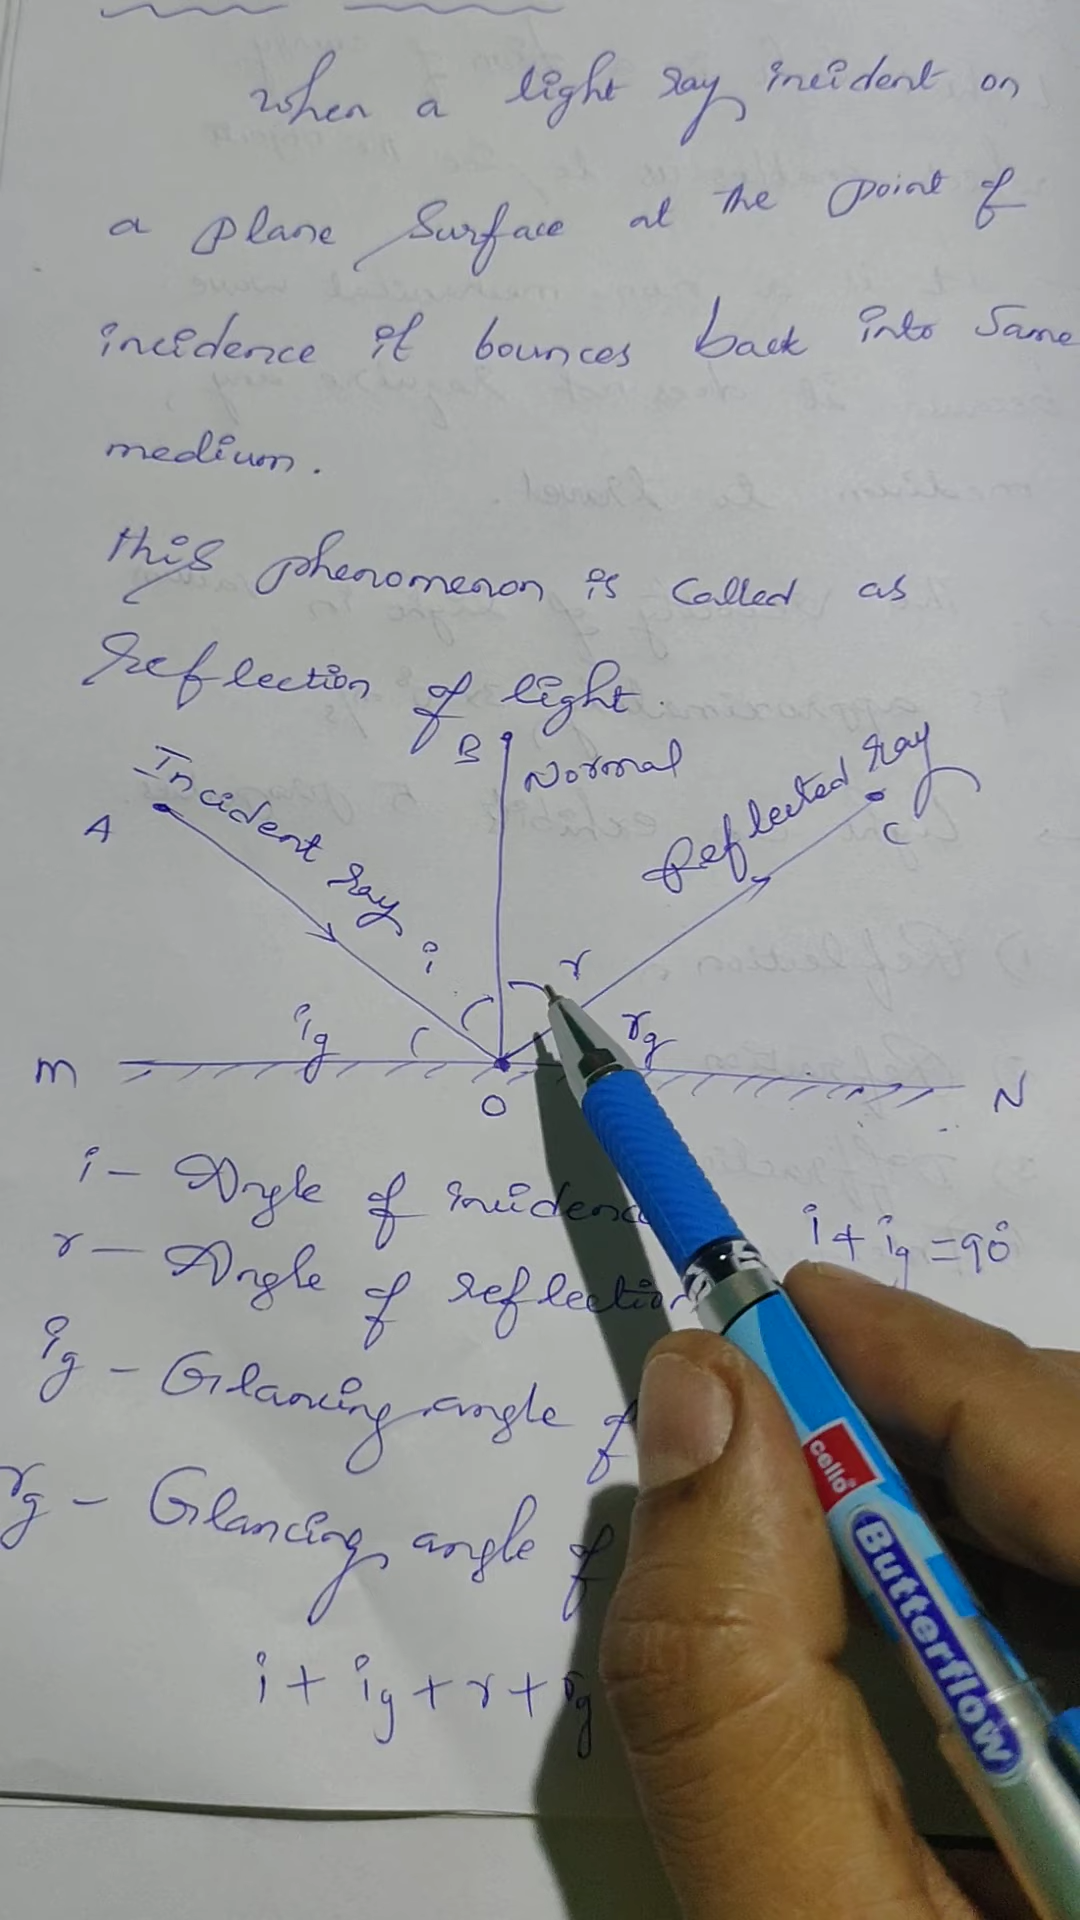 when a light ray incident on
a plane surface at the point of
incidence it bounces back into same
medium.
this phenomenon is called as
reflection of light.
B Normal
Incident ray
Reflected ray
A
C
i r
ig rg
M O N
i - Angle of
r - Angle of reflection
i + ig = 90°
ig - Glancing angle of
rg - Glancing angle of
i + ig + r + rg
cello
Butterflow